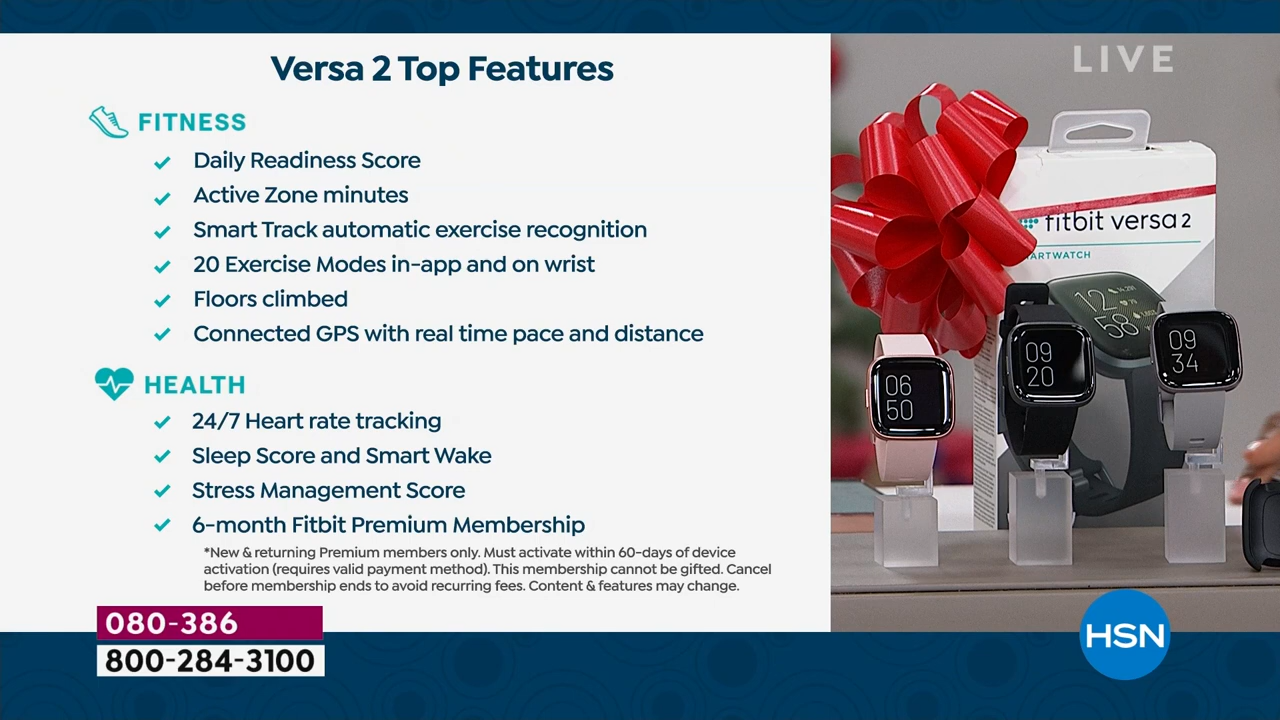 Versa 2 Top Features
LIVE
FITNESS
Daily Readiness Score
Active Zone minutes
Smart Track automatic exercise recognition
20 Exercise Modes in-app and on wrist
Floors climbed
Connected GPS with real time pace and distance
HEALTH
24/7 Heart rate tracking
Sleep Score and Smart Wake
Stress Management Score
6-month Fitbit Premium Membership
*New & returning Premium members only. Must activate within 60-days of device
activation (requires valid payment method). This membership cannot be gifted. Cancel
before membership ends to avoid recurring fees. Content & features may change.
080-386
800-284-3100
fitbit versa 2
ARTWATCH
12
58
06
50
09
20
09
34
HSN